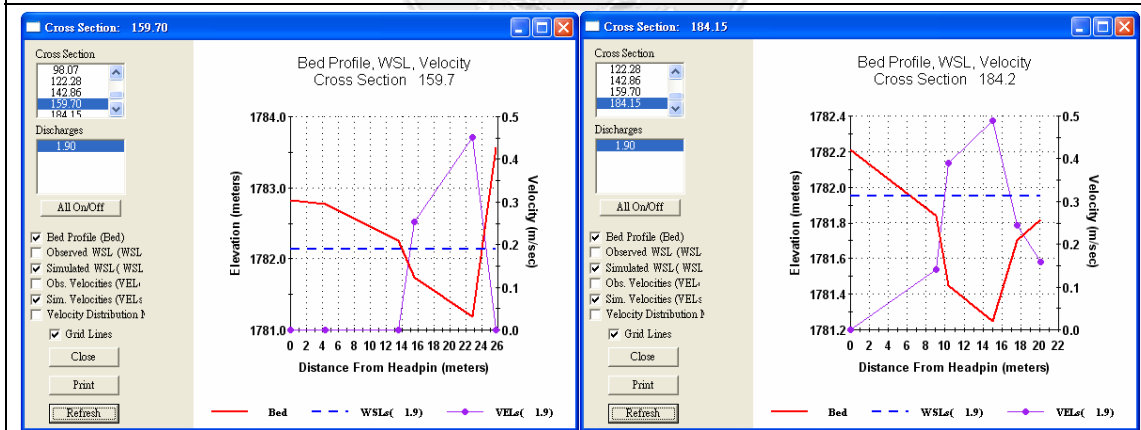 Cross Section: 159.70
Cross Section
98.07
122.28
142.86
159.70
184.15
Discharges
1.90
All On/Off
Bed Profile (Bed)
Observed WSL (WSL
Simulated WSL ( WSL
Obs. Velocities (VEL
Sim. Velocities (VELs
Velocity Distribution
Grid Lines
Close
Print
Refresh
Bed Profile, WSL, Velocity
Cross Section 159.7
1784.0
1783.0
1782.0
1781.0
Elevation (meters)
0.5
0.4
0.3
0.2
0.1
0.0
Velocity (m/sec)
0 2 4 6 8 10 12 14 16 18 20 22 24 26
Distance From Headpin (meters)
Bed WSLs( 1.9) VELs( 1.9)
Cross Section: 184.15
Cross Section
122.28
142.86
159.70
184.15
Discharges
1.90
All On/Off
Bed Profile (Bed)
Observed WSL (WSL
Simulated WSL ( WSL
Obs. Velocities (VEL
Sim. Velocities (VELs
Velocity Distribution
Grid Lines
Close
Print
Refresh
Bed Profile, WSL, Velocity
Cross Section 184.2
1782.4
1782.2
1782.0
1781.8
1781.6
1781.4
1781.2
Elevation (meters)
0.5
0.4
0.3
0.2
0.1
0.0
Velocity (m/sec)
0 2 4 6 8 10 12 14 16 18 20 22
Distance From Headpin (meters)
Bed WSLs( 1.9) VELs( 1.9)